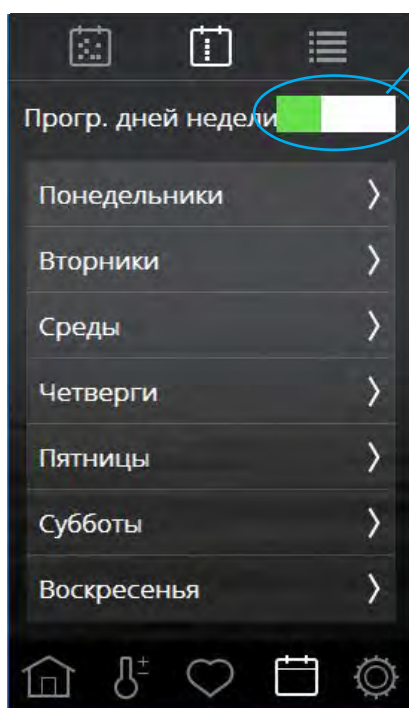 Прогр. дней недели
Понедельники
Вторники
Среды
Четверги
Пятницы
Субботы
Воскресенья